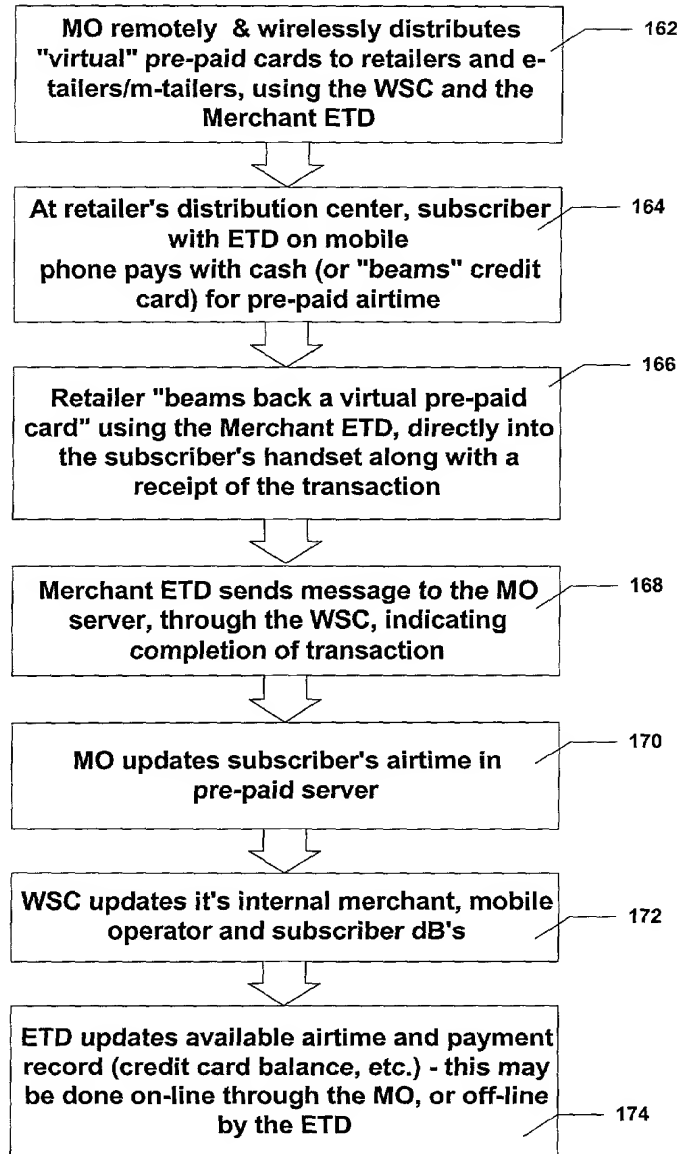 MO remotely & wirelessly distributes
"virtual" pre-paid cards to retailers and e-
tailers/m-tailers, using the WSC and the
Merchant ETD
162
At retailer's distribution center, subscriber
with ETD on mobile
phone pays with cash (or "beams" credit
card) for pre-paid airtime
164
Retailer "beams back a virtual pre-paid
card" using the Merchant ETD, directly into
the subscriber's handset along with a
receipt of the transaction
166
Merchant ETD sends message to the MO
server, through the WSC, indicating
completion of transaction
168
MO updates subscriber's airtime in
pre-paid server
170
WSC updates it's internal merchant, mobile
operator and subscriber dB's
172
ETD updates available airtime and payment
record (credit card balance, etc.) - this may
be done on-line through the MO, or off-line
by the ETD
174